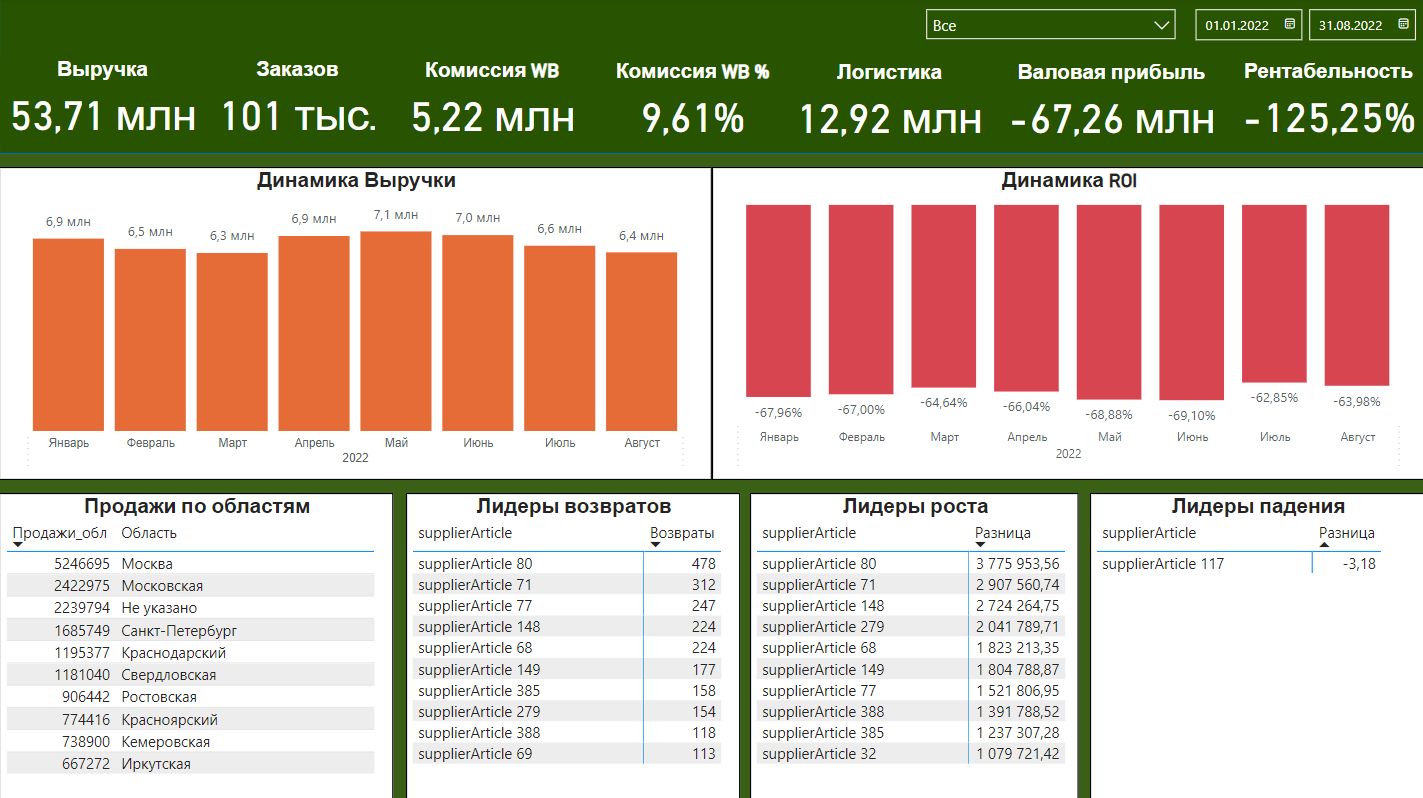 Все
01.01.2022
31.08.2022
Выручка
Заказов
Комиссия WB
Комиссия WB %
Логистика
Валовая прибыль
Рентабельность
53,71 млн
101 тыс.
5,22 млн
9,61%
12,92 млн
-67,26 млн
-125,25%
Динамика Выручки
6,9 млн
6,5 млн
6,3 млн
6,9 млн
7,1 млн
7,0 млн
6,6 млн
6,4 млн
Январь
Февраль
Март
Апрель
Май
Июнь
Июль
Август
2022
Динамика ROI
-67,96%
-67,00%
-64,64%
-66,04%
-68,88%
-69,10%
-62,85%
-63,98%
Январь
Февраль
Март
Апрель
Май
Июнь
Июль
Август
2022
Продажи по областям
Продажи_обл Область
5246695 Москва
2422975 Московская
2239794 Не указано
1685749 Санкт-Петербург
1195377 Краснодарский
1181040 Свердловская
906442 Ростовская
774416 Красноярский
738900 Кемеровская
667272 Иркутская
Лидеры возвратов
supplierArticle Возвраты
supplierArticle 80 478
supplierArticle 71 312
supplierArticle 77 247
supplierArticle 148 224
supplierArticle 68 224
supplierArticle 149 177
supplierArticle 385 158
supplierArticle 279 154
supplierArticle 388 118
supplierArticle 69 113
Лидеры роста
supplierArticle Разница
supplierArticle 80 3 775 953,56
supplierArticle 71 2 907 560,74
supplierArticle 148 2 724 264,75
supplierArticle 279 2 041 789,71
supplierArticle 68 1 823 213,35
supplierArticle 149 1 804 788,87
supplierArticle 77 1 521 806,95
supplierArticle 388 1 391 788,52
supplierArticle 385 1 237 307,28
supplierArticle 32 1 079 721,42
Лидеры падения
supplierArticle Разница
supplierArticle 117 -3,18